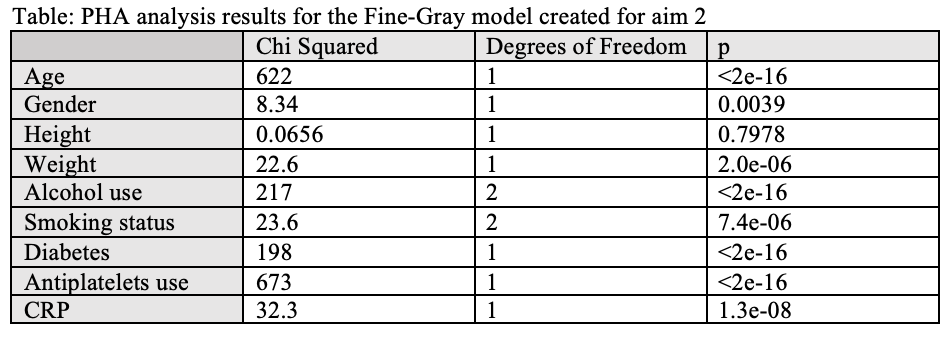 Table: PHA analysis results for the Fine-Gray model created for aim 2
Chi Squared Degrees of Freedom p
Age 622 1 <2e-16
Gender 8.34 1 0.0039
Height 0.0656 1 0.7978
Weight 22.6 1 2.0e-06
Alcohol use 217 2 <2e-16
Smoking status 23.6 2 7.4e-06
Diabetes 198 1 <2e-16
Antiplatelets use 673 1 <2e-16
CRP 32.3 1 1.3e-08